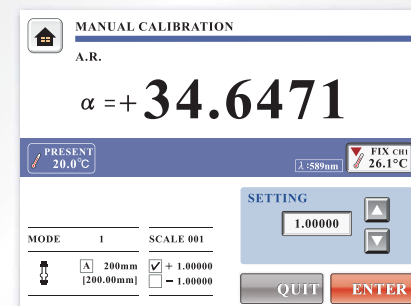 MANUAL CALIBRATION
A.R.
α = + 34.6471
PRESENT
20.0°C
λ :589nm
FIX CH1
26.1°C
SETTING
1.00000
MODE 1
SCALE 001
A 200mm
[200.00mm]
+ 1.00000
− 1.00000
QUIT
ENTER